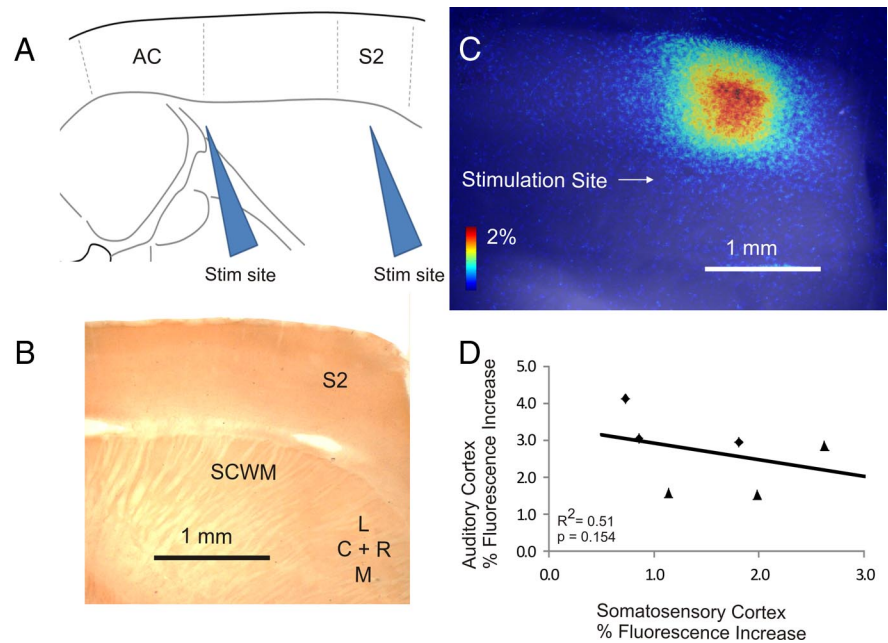 A
AC
S2
Stim site
Stim site
B
S2
SCWM
1 mm
L
C + R
M
C
Stimulation Site
2%
1 mm
D
Auditory Cortex
% Fluorescence Increase
5.0
4.0
3.0
2.0
1.0
0.0
R² = 0.51
p = 0.154
0.0 1.0 2.0 3.0
Somatosensory Cortex
% Fluorescence Increase